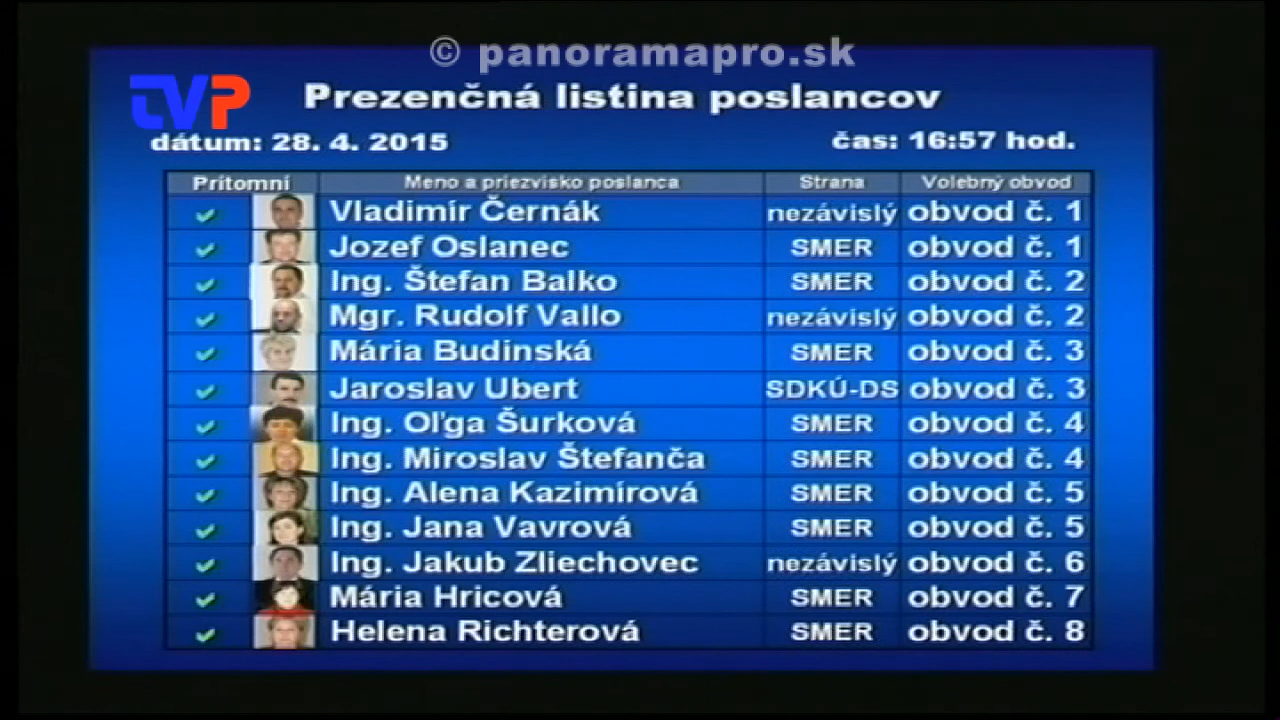 © panoramapro.sk
TVP
Prezenčná listina poslancov
dátum: 28. 4. 2015 čas: 16:57 hod.
Prítomní Meno a priezvisko poslanca Strana Volebný obvod
Vladimír Černák nezávislý obvod č. 1
Jozef Oslanec SMER obvod č. 1
Ing. Štefan Balko SMER obvod č. 2
Mgr. Rudolf Vallo nezávislý obvod č. 2
Mária Budinská SMER obvod č. 3
Jaroslav Ubert SDKÚ-DS obvod č. 3
Ing. Oľga Šurková SMER obvod č. 4
Ing. Miroslav Štefanča SMER obvod č. 4
Ing. Alena Kazimírová SMER obvod č. 5
Ing. Jana Vavrová SMER obvod č. 5
Ing. Jakub Zliechovec nezávislý obvod č. 6
Mária Hricová SMER obvod č. 7
Helena Richterová SMER obvod č. 8